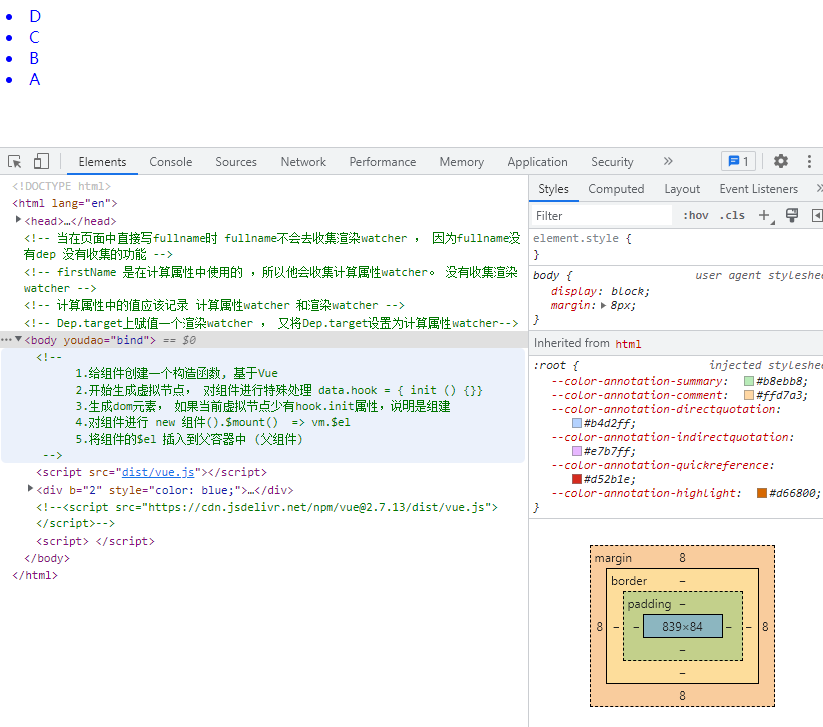 D
C
B
A
Elements Console Sources Network Performance Memory Application Security » 1
<!DOCTYPE html>
<html lang="en">
<head>…</head>
<!-- 当在页面中直接写fullname时 fullname不会去收集渲染watcher , 因为fullname没
有dep 没有收集的功能 -->
<!-- firstName 是在计算属性中使用的 ,所以他会收集计算属性watcher。 没有收集渲染
watcher -->
<!-- 计算属性中的值应该记录 计算属性watcher 和渲染watcher -->
<!-- Dep.target上赋值一个渲染watcher , 又将Dep.target设置为计算属性watcher-->
<body youdao="bind"> == $0
<!--
1.给组件创建一个构造函数, 基于Vue
2.开始生成虚拟节点, 对组件进行特殊处理 data.hook = { init () {}}
3.生成dom元素, 如果当前虚拟节点少有hook.init属性,说明是组建
4.对组件进行 new 组件().$mount() => vm.$el
5.将组件的$el 插入到父容器中 (父组件)
-->
<script src="dist/vue.js"></script>
<div b="2" style="color: blue;">…</div>
<!--<script src="https://cdn.jsdelivr.net/npm/vue@2.7.13/dist/vue.js">
</script>-->
<script> </script>
</body>
</html>
Styles Computed Layout Event Listeners »
Filter :hov .cls
element.style {
}
body { user agent styleshee
display: block;
margin: 8px;
}
Inherited from html
:root { injected styleshee
--color-annotation-summary: #b8ebb8;
--color-annotation-comment: #ffd7a3;
--color-annotation-directquotation:
#b4d2ff;
--color-annotation-indirectquotation:
#e7b7ff;
--color-annotation-quickreference:
#d52b1e;
--color-annotation-highlight: #d66800;
}
margin 8
border –
padding –
8 – – 839×84 – – 8
–
–
8